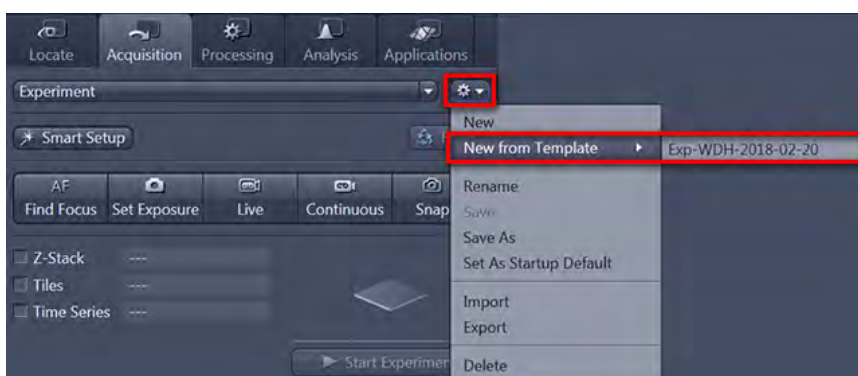 Locate Acquisition Processing Analysis Applications
Experiment
Smart Setup
New
New from Template Exp-WDH-2018-02-20
AF
Find Focus Set Exposure Live Continuous Snap
Rename
Save
Save As
Set As Startup Default
Z-Stack ---
Tiles ---
Time Series ---
Import
Export
Start Experimen
Delete